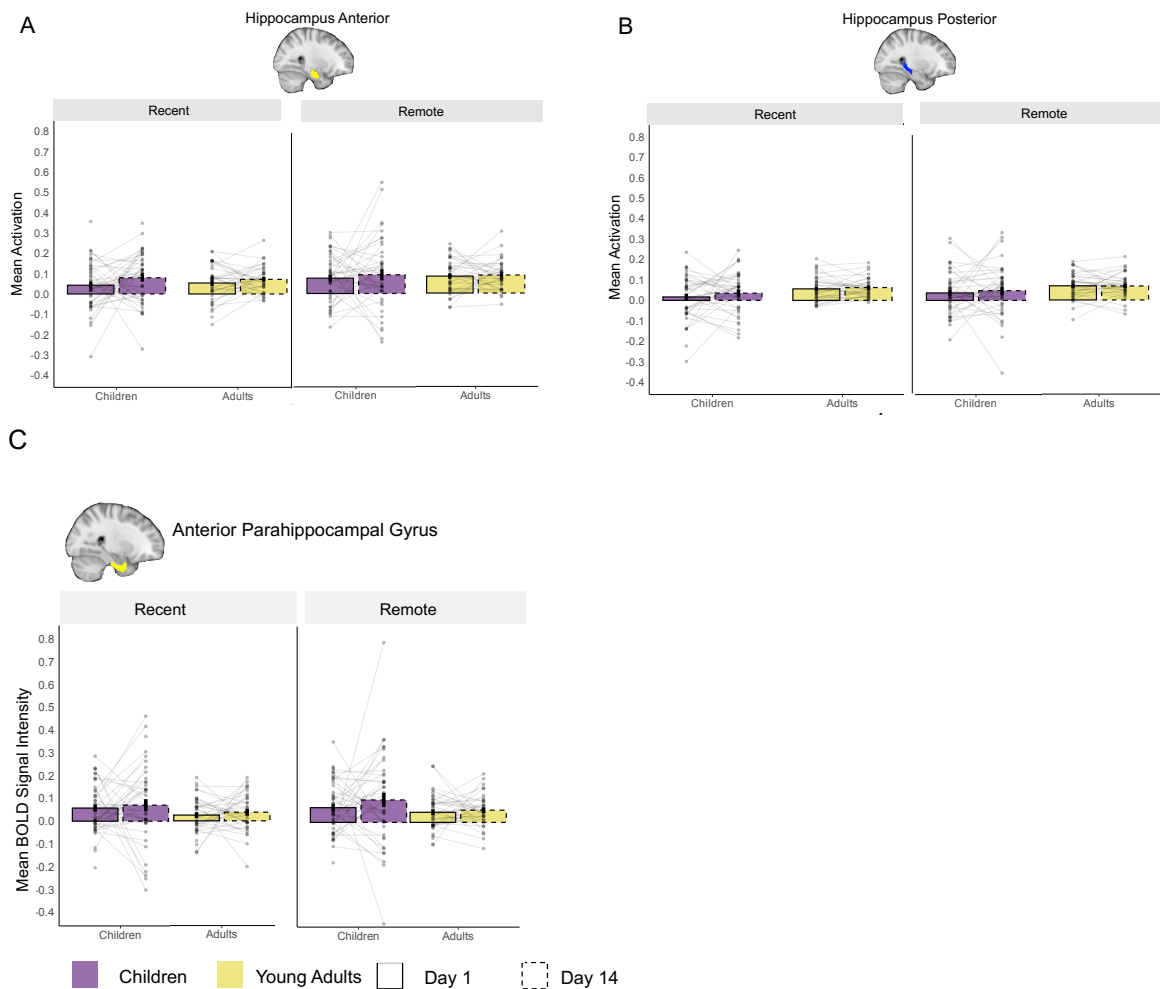 A
Hippocampus Anterior
Recent
Remote
Mean Activation
0.8
0.7
0.6
0.5
0.4
0.3
0.2
0.1
0.0
-0.1
-0.2
-0.3
-0.4
Children
Adults
Children
Adults
B
Hippocampus Posterior
Recent
Remote
Mean Activation
0.8
0.7
0.6
0.5
0.4
0.3
0.2
0.1
0.0
-0.1
-0.2
-0.3
-0.4
Children
Adults
Children
Adults
C
Anterior Parahippocampal Gyrus
Recent
Remote
Mean BOLD Signal Intensity
0.8
0.7
0.6
0.5
0.4
0.3
0.2
0.1
0.0
-0.1
-0.2
-0.3
-0.4
Children
Adults
Children
Adults
Children
Young Adults
Day 1
Day 14